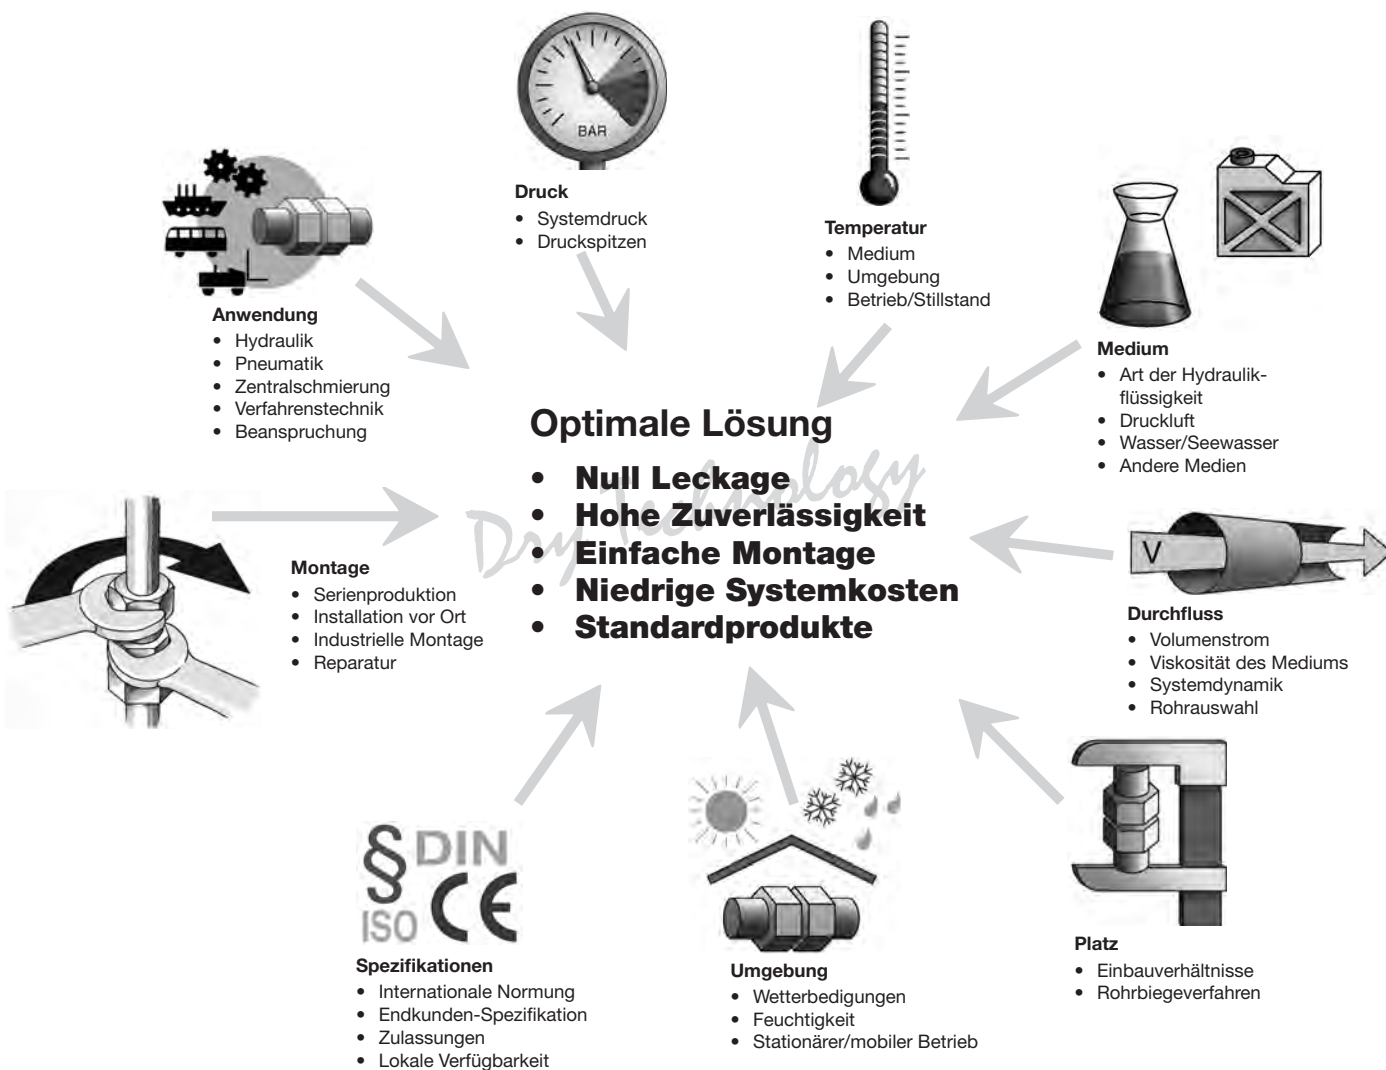 BAR
Druck
• Systemdruck
• Druckspitzen
Temperatur
• Medium
• Umgebung
• Betrieb/Stillstand
Anwendung
• Hydraulik
• Pneumatik
• Zentralschmierung
• Verfahrenstechnik
• Beanspruchung
Medium
• Art der Hydraulik-
flüssigkeit
• Druckluft
• Wasser/Seewasser
• Andere Medien
Optimale Lösung
• Null Leckage
• Hohe Zuverlässigkeit
• Einfache Montage
• Niedrige Systemkosten
• Standardprodukte
Dry Technology
Montage
• Serienproduktion
• Installation vor Ort
• Industrielle Montage
• Reparatur
V
Durchfluss
• Volumenstrom
• Viskosität des Mediums
• Systemdynamik
• Rohrauswahl
§ DIN
ISO CE
Spezifikationen
• Internationale Normung
• Endkunden-Spezifikation
• Zulassungen
• Lokale Verfügbarkeit
Umgebung
• Wetterbedigungen
• Feuchtigkeit
• Stationärer/mobiler Betrieb
Platz
• Einbauverhältnisse
• Rohrbiegeverfahren